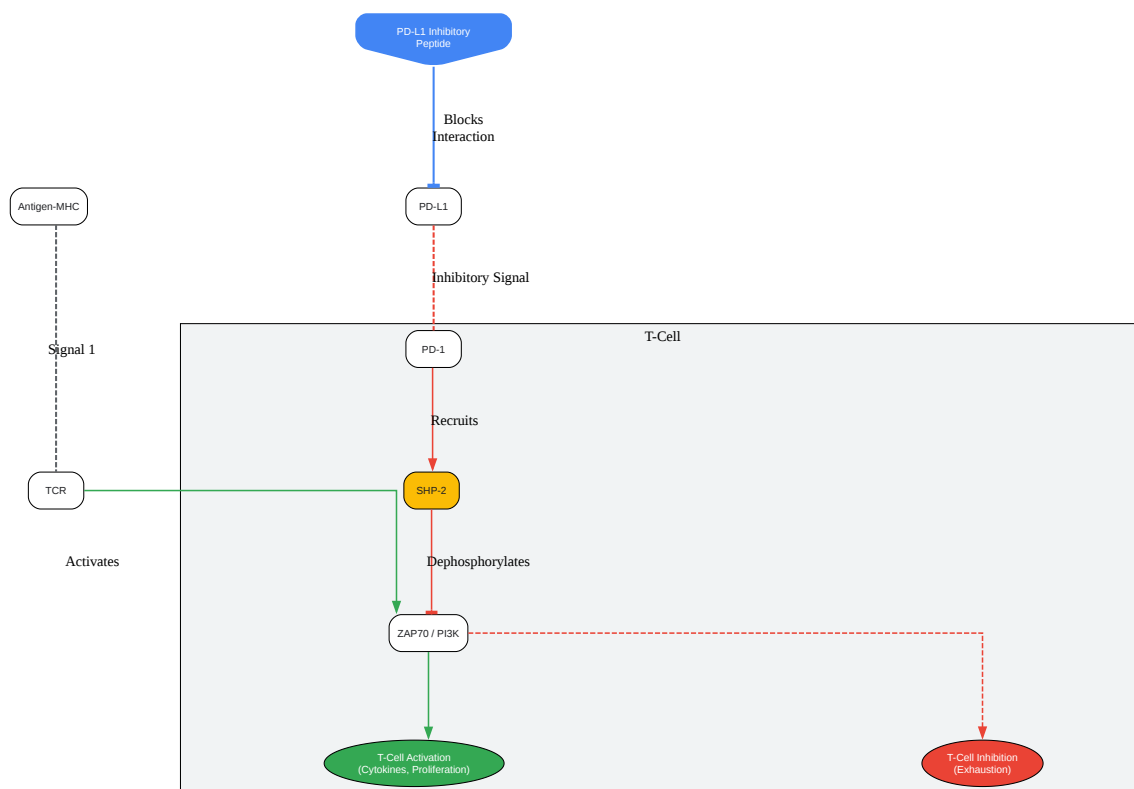 PD-L1 Inhibitory
Peptide
Blocks
Interaction
Antigen-MHC
PD-L1
Inhibitory Signal
T-Cell
Signal 1
PD-1
Recruits
TCR
SHP-2
Activates
Dephosphorylates
ZAP70 / PI3K
T-Cell Activation
(Cytokines, Proliferation)
T-Cell Inhibition
(Exhaustion)